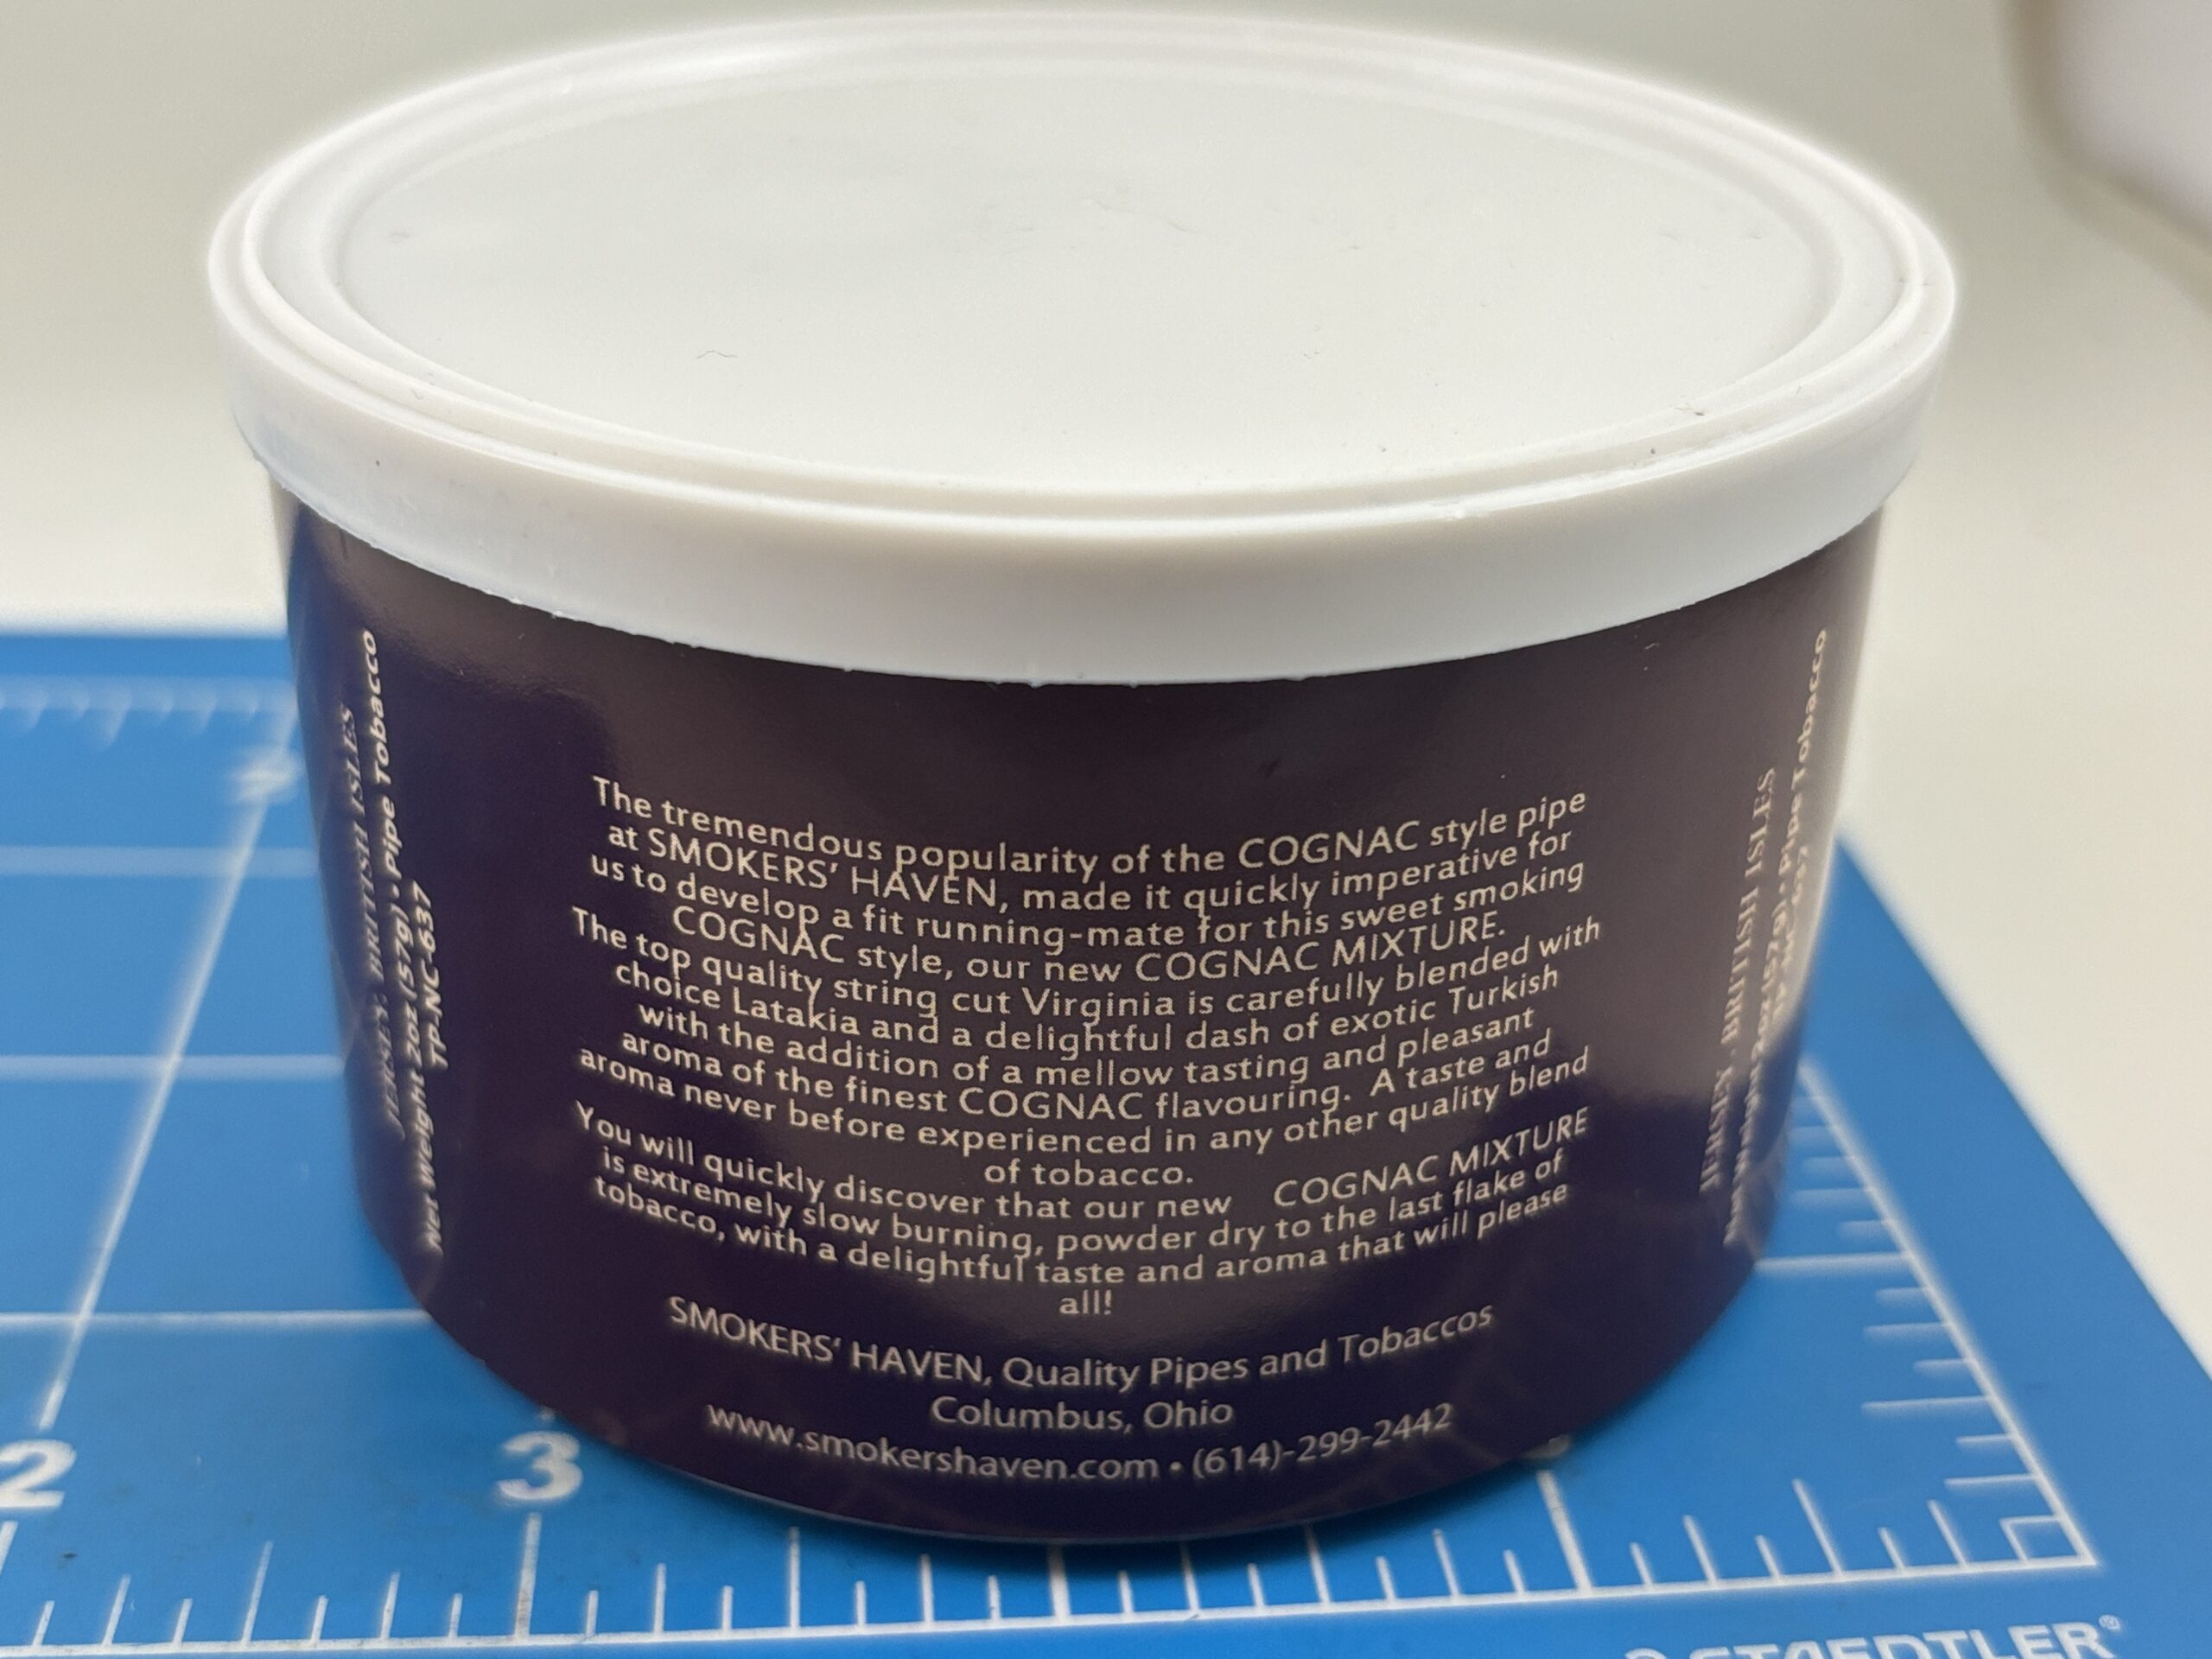 The tremendous popularity of the COGNAC style pipe
at SMOKERS' HAVEN, made it quickly imperative for
us to develop a fit running-mate for this sweet smoking
COGNAC style, our new COGNAC MIXTURE.
The top quality string cut Virginia is carefully blended with
choice Latakia and a delightful dash of exotic Turkish
with the addition of a mellow tasting and pleasant
aroma of the finest COGNAC flavouring. A taste and
aroma never before experienced in any other quality blend
of tobacco.
You will quickly discover that our new COGNAC MIXTURE
is extremely slow burning, powder dry to the last flake of
tobacco, with a delightful taste and aroma that will please
all!
SMOKERS' HAVEN, Quality Pipes and Tobaccos
Columbus, Ohio
www.smokershaven.com • (614)-299-2442
JERSEY. BRITISH ISLES
Net Weight 2oz (57g) • Pipe Tobacco
TP-NC-637
JERSEY. BRITISH ISLES
Net Weight 2oz (57g) • Pipe Tobacco
2
3
STAEDTLER®